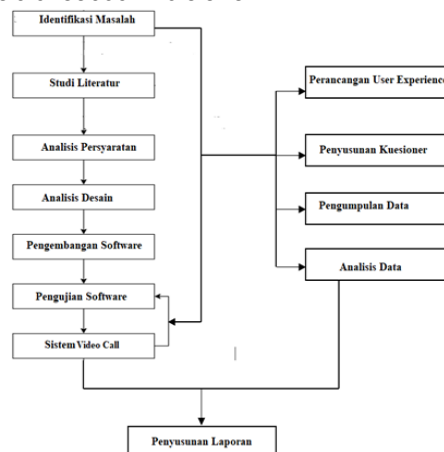 Identifikasi Masalah
Studi Literatur
Analisis Persyaratan
Analisis Desain
Pengembangan Software
Pengujian Software
Sistem Video Call
Perancangan User Experience
Penyusunan Kuesioner
Pengumpulan Data
Analisis Data
Penyusunan Laporan